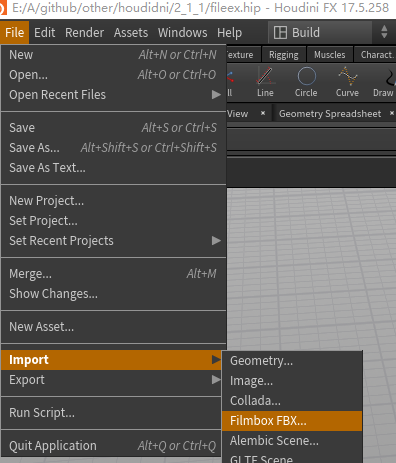 E:/A/github/other/houdidni/2_1_1/fileex.hip - Houdini FX 17.5.258
File Edit Render Assets Windows Help Build
New Alt+N or Ctrl+N
Open... Alt+O or Ctrl+O
Open Recent Files
Save Alt+S or Ctrl+S
Save As... Alt+Shift+S or Ctrl+Shift+S
Save As Text...
New Project...
Set Project...
Set Recent Projects
Merge... Alt+M
Show Changes...
New Asset...
Import
Export
Run Script...
Quit Application Alt+Q or Ctrl+Q
exture Rigging Muscles Charact
ll Line Circle Curve Draw
View × Geometry Spreadsheet ×
Geometry...
Image...
Collada...
Filmbox FBX...
Alembic Scene...
GLTF Scene